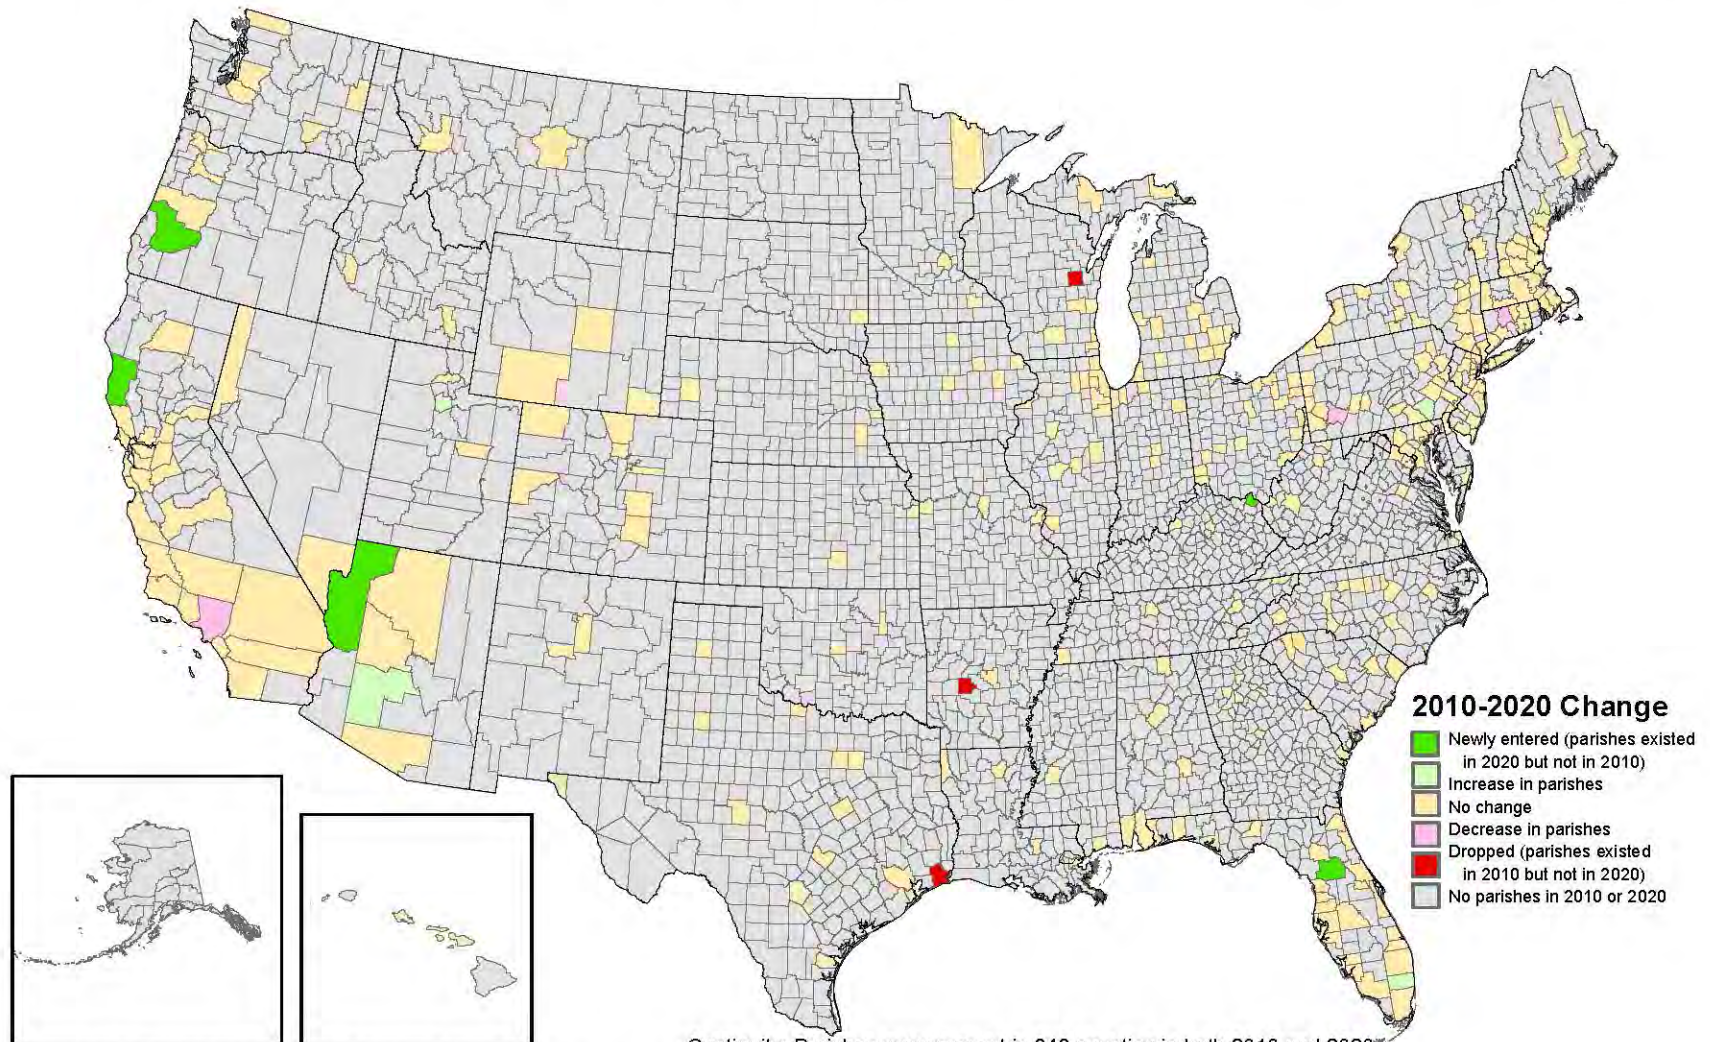 2010-2020 Change
Newly entered (parishes existed
in 2020 but not in 2010)
Increase in parishes
No change
Decrease in parishes
Dropped (parishes existed
in 2010 but not in 2020)
No parishes in 2010 or 2020